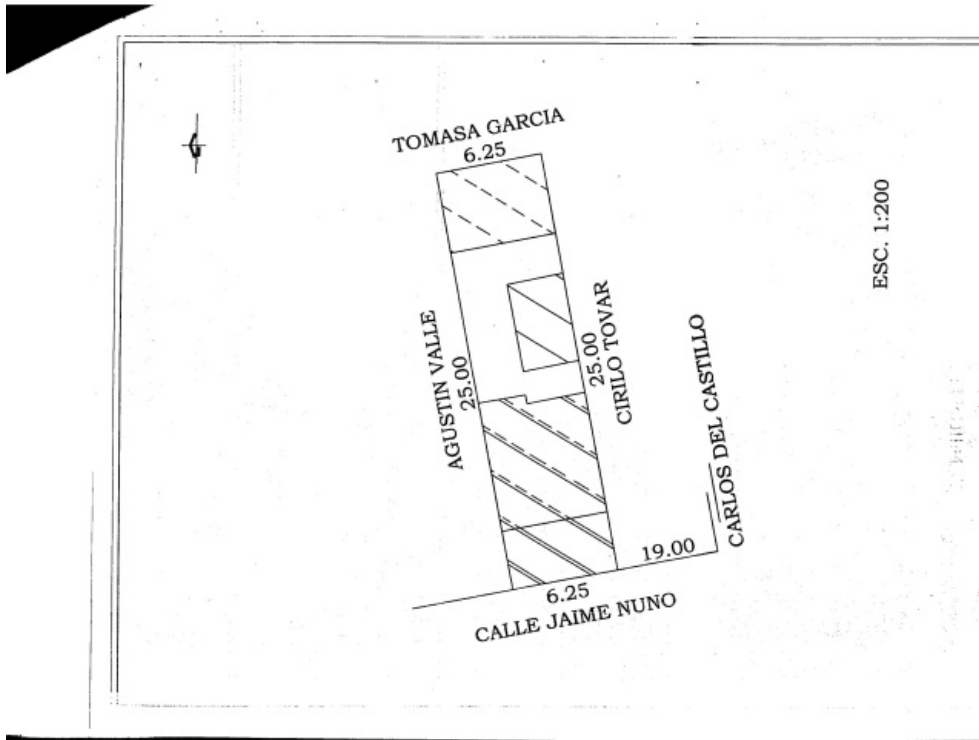 TOMASA GARCIA
6.25
ESC. 1:200
AGUSTIN VALLE
25.00
25.00
CIRILO TOVAR
CARLOS DEL CASTILLO
19.00
6.25
CALLE JAIME NUNO